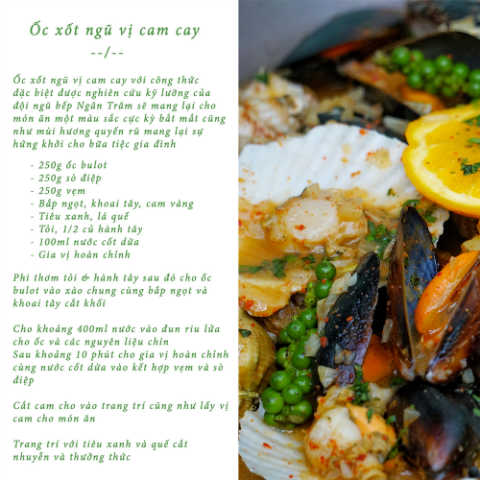 Ốc xốt ngũ vị cam cay
--/--
Ốc xốt ngũ vị cam cay với công thức
đặc biệt được nghiên cứu kỹ lưỡng của
đội ngũ bếp Ngân Trâm sẽ mang lại cho
món ăn một màu sắc cực kỳ bắt mắt cũng
như mùi hương quyến rũ mang lại sự
hứng khởi cho bữa tiệc gia đình
- 250g ốc bulot
- 250g sò điệp
- 250g vẹm
- Bắp ngọt, khoai tây, cam vàng
- Tiêu xanh, lá quế
- Tỏi, 1/2 củ hành tây
- 100ml nước cốt dừa
- Gia vị hoàn chỉnh
Phi thơm tỏi & hành tây sau đó cho ốc
bulot vào xào chung cùng bắp ngọt và
khoai tây cắt khối
Cho khoảng 400ml nước vào đun riu lửa
cho ốc và các nguyên liệu chín
Sau khoảng 10 phút cho gia vị hoàn chỉnh
cùng nước cốt dừa vào kết hợp vẹm và sò
điệp
Cắt cam cho vào trang trí cũng như lấy vị
cam cho món ăn
Trang trí với tiêu xanh và quế cắt
nhuyễn và thưởng thức